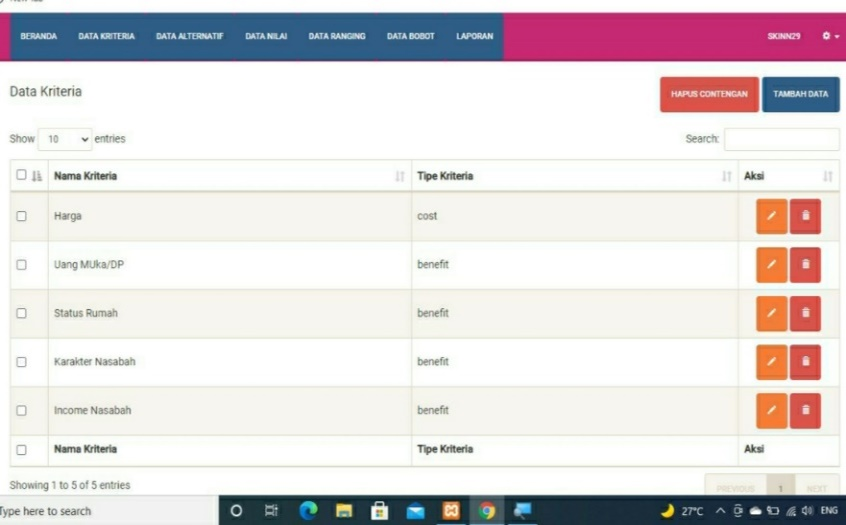 BERANDA DATA KRITERIA DATA ALTERNATIF DATA NILAI DATA RANGING DATA BOBOT LAPORAN SKINN29
Data Kriteria HAPUS CONTENGAN TAMBAH DATA
Show 10 entries Search:
Nama Kriteria Tipe Kriteria Aksi
Harga cost
Uang MUka/DP benefit
Status Rumah benefit
Karakter Nasabah benefit
Income Nasabah benefit
Nama Kriteria Tipe Kriteria Aksi
Showing 1 to 5 of 5 entries PREVIOUS 1 NEXT
Type here to search 27°C ENG